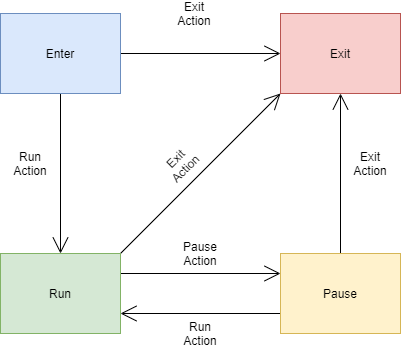 Exit
Action
Enter
Exit
Run
Action
Exit
Action
Exit
Action
Pause
Action
Run
Pause
Run
Action